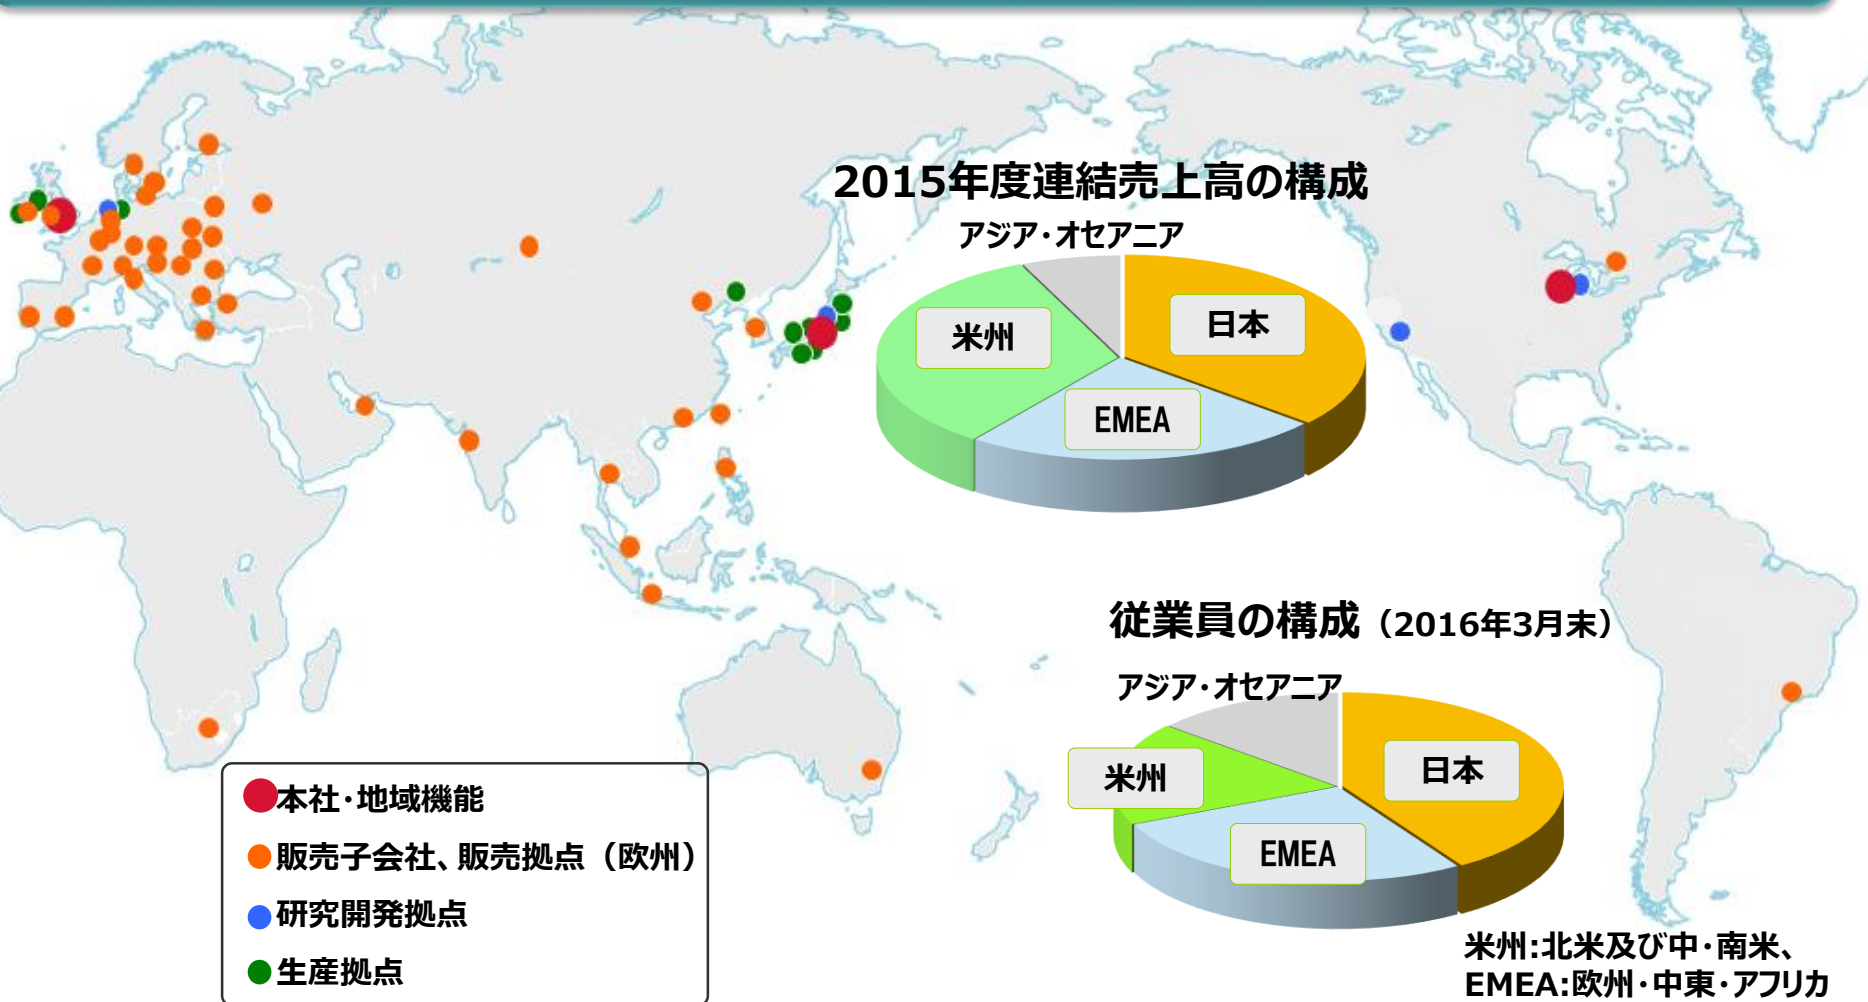 2015年度連結売上高の構成
アジア・オセアニア
米州
日本
EMEA
従業員の構成（2016年3月末）
アジア・オセアニア
米州
日本
EMEA
本社・地域機能
販売子会社、販売拠点（欧州）
研究開発拠点
生産拠点
米州:北米及び中・南米、
EMEA:欧州・中東・アフリカ